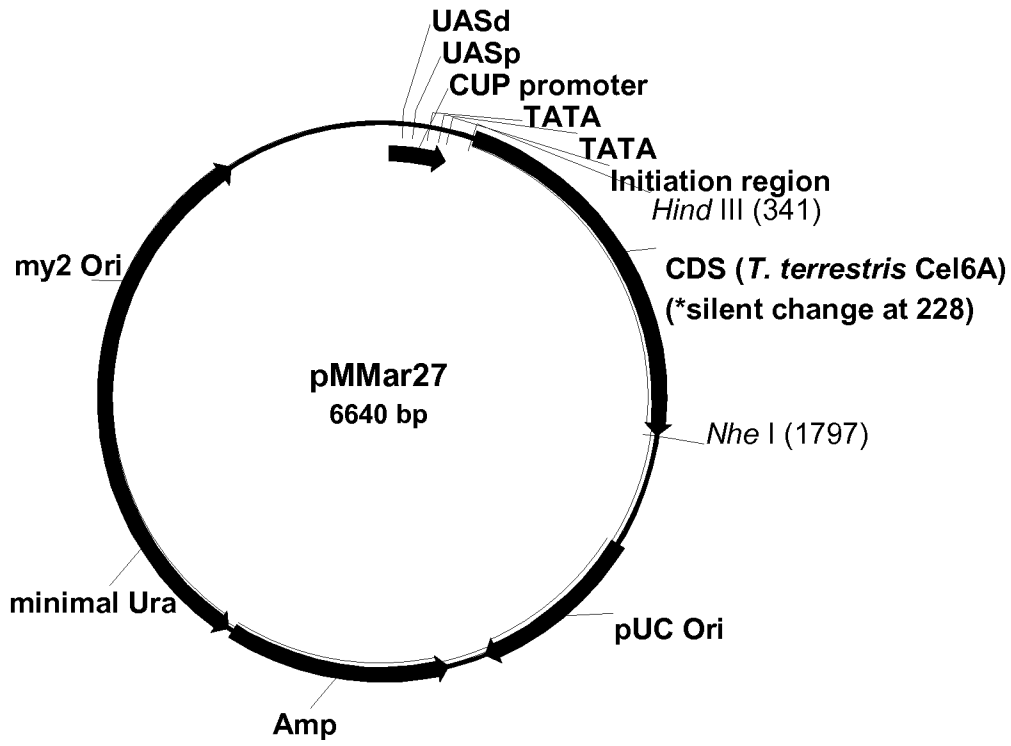 UASd
UASp
CUP promoter
TATA
TATA
Initiation region
Hind III (341)
my2 Ori
CDS (T. terrestris Cel6A)
(*silent change at 228)
pMMar27
6640 bp
Nhe I (1797)
minimal Ura
pUC Ori
Amp